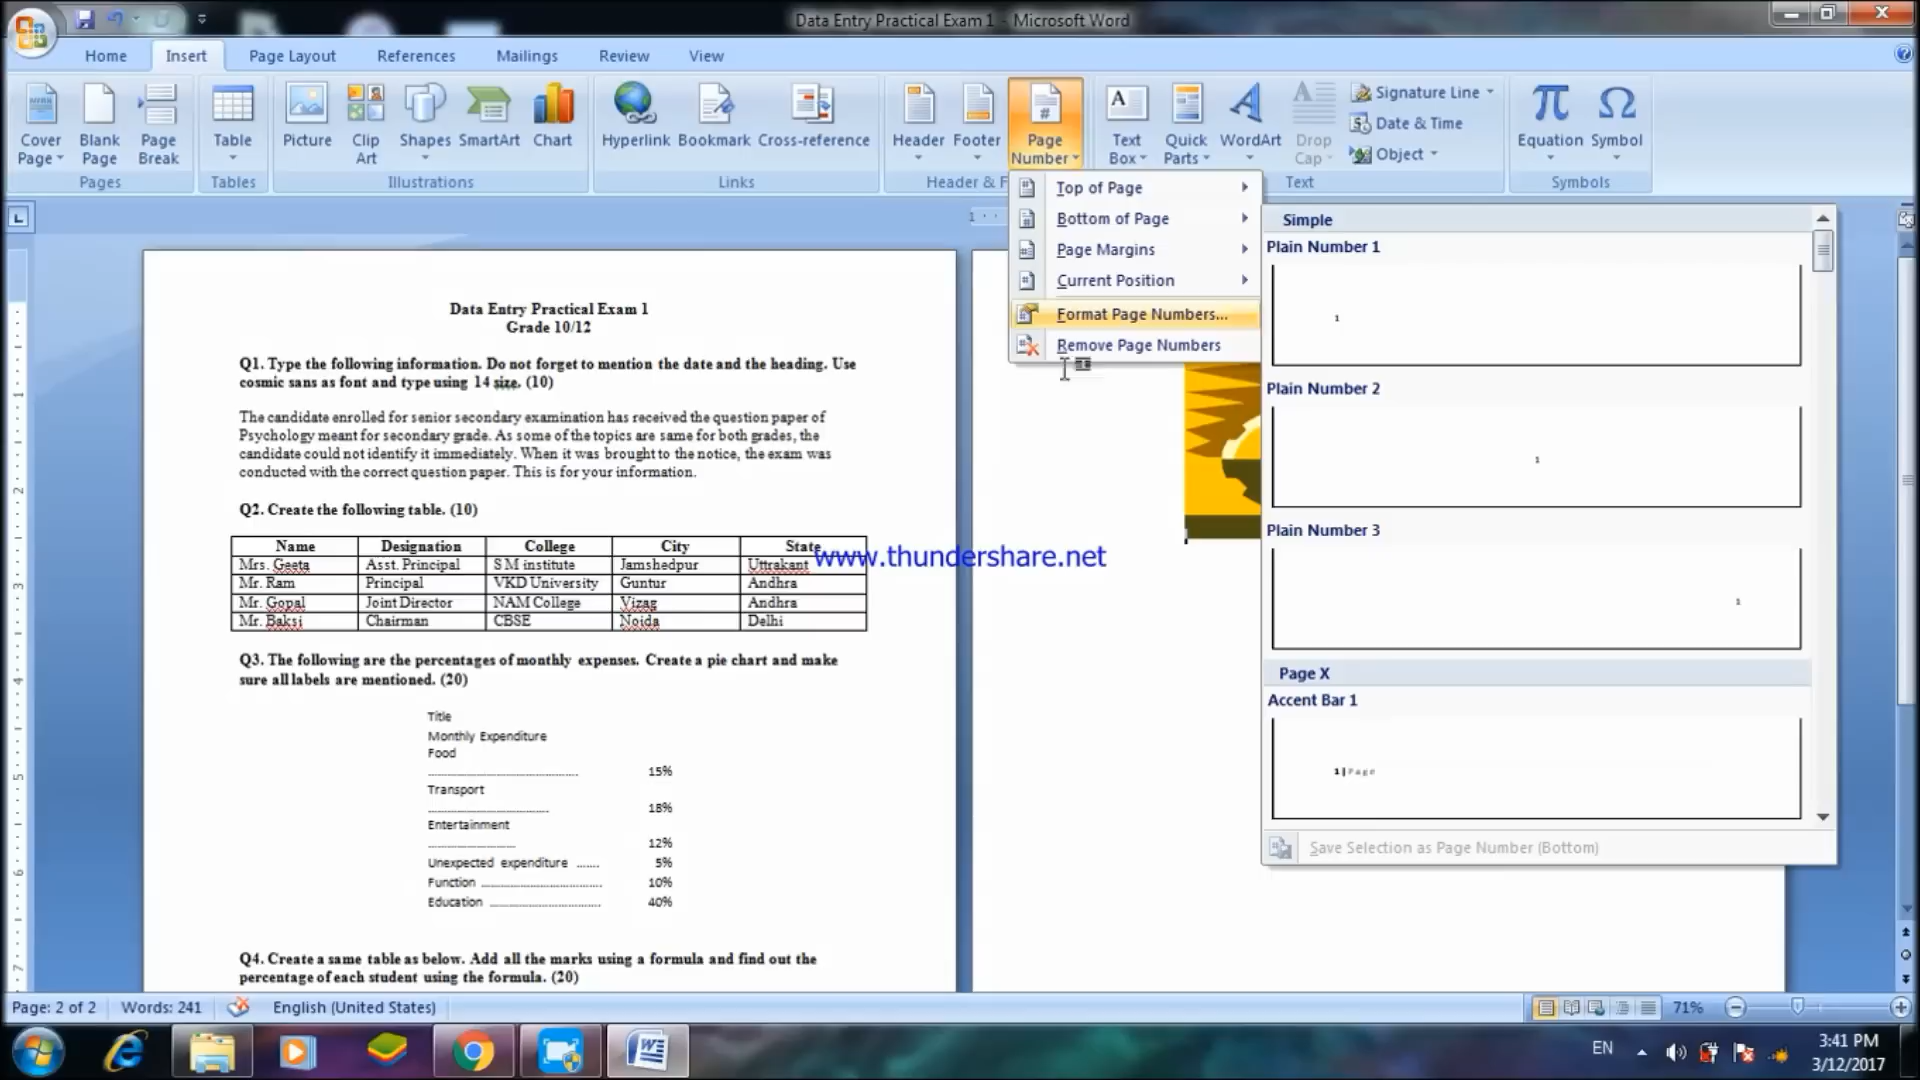 Data Entry Practical Exam 1 - Microsoft Word
Home Insert Page Layout References Mailings Review View
Cover Page Blank Page Page Break Table Picture Clip Art Shapes SmartArt Chart Hyperlink Bookmark Cross-reference Header Footer Page Number Text Box Quick Parts WordArt Drop Cap Signature Line Date & Time Object Equation Symbol
Pages Tables Illustrations Links Header & F Text Symbols
Top of Page
Bottom of Page
Page Margins
Current Position
Format Page Numbers...
Remove Page Numbers
Simple
Plain Number 1
1
Plain Number 2
1
Plain Number 3
1
Page X
Accent Bar 1
1|Page
Save Selection as Page Number (Bottom)
Data Entry Practical Exam 1
Grade 10/12
Q1. Type the following information. Do not forget to mention the date and the heading. Use
cosmic sans as font and type using 14 size. (10)
The candidate enrolled for senior secondary examination has received the question paper of
Psychology meant for secondary grade. As some of the topics are same for both grades, the
candidate could not identify it immediately. When it was brought to the notice, the exam was
conducted with the correct question paper. This is for your information.
Q2. Create the following table. (10)
Name Designation College City State
Mrs. Geeta Asst. Principal S M institute Jamshedpur Uttrakant
Mr. Ram Principal VKD University Guntur Andhra
Mr. Gopal Joint Director NAM College Vizag Andhra
Mr. Baksi Chairman CBSE Noida Delhi
www.thundershare.net
Q3. The following are the percentages of monthly expenses. Create a pie chart and make
sure all labels are mentioned. (20)
Title
Monthly Expenditure
Food
15%
Transport
18%
Entertainment
12%
Unexpected expenditure ....... 5%
Function ..................................... 10%
Education ................................... 40%
Q4. Create a same table as below. Add all the marks using a formula and find out the
percentage of each student using the formula. (20)
Page: 2 of 2 Words: 241 English (United States) 71%
EN 3:41 PM
3/12/2017